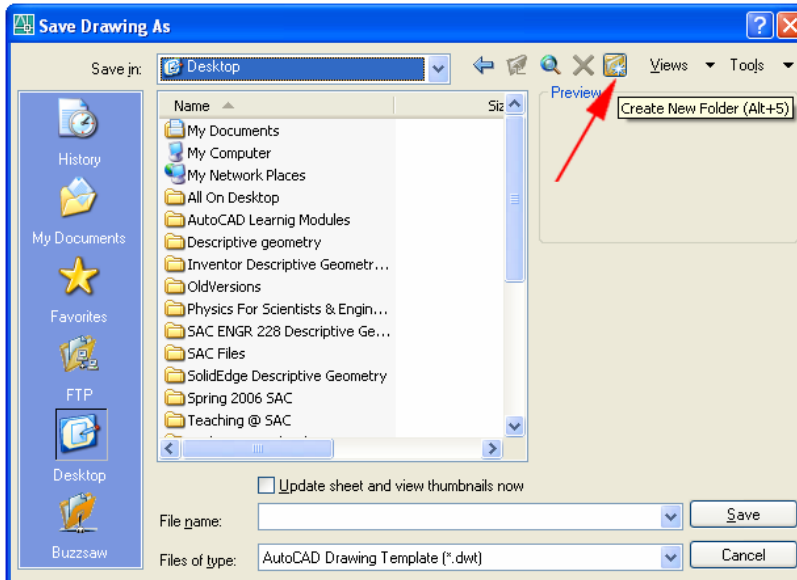 Save Drawing As
Save in: Desktop Views Tools
Name Siz
Preview
Create New Folder (Alt+5)
History
My Documents
Favorites
FTP
Desktop
Buzzsaw
My Documents
My Computer
My Network Places
All On Desktop
AutoCAD Learnig Modules
Descriptive geometry
Inventor Descriptive Geometr...
OldVersions
Physics For Scientists & Engin...
SAC ENGR 228 Descriptive Ge...
SAC Files
SolidEdge Descriptive Geometry
Spring 2006 SAC
Teaching @ SAC
Update sheet and view thumbnails now
File name: Save
Files of type: AutoCAD Drawing Template (*.dwt) Cancel